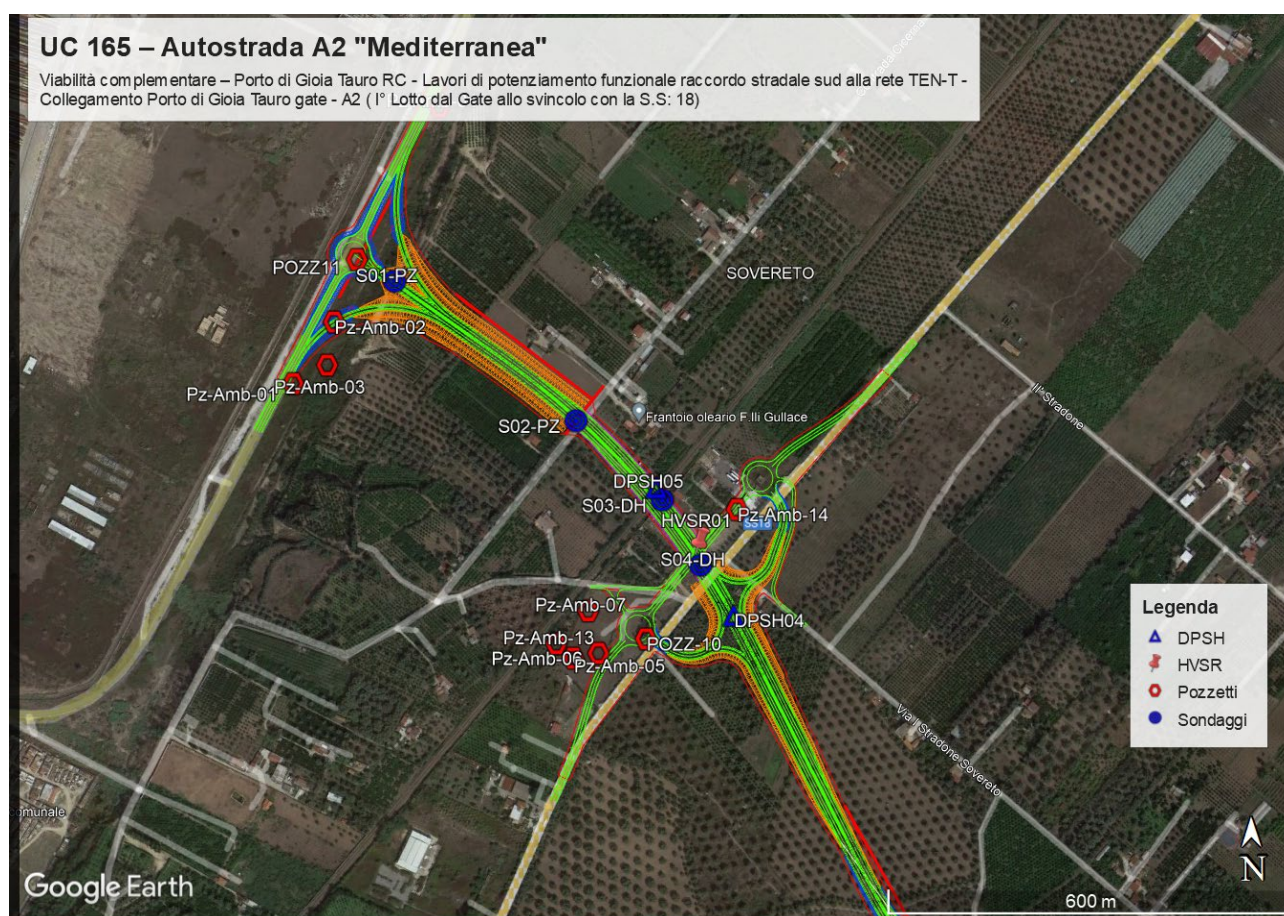 UC 165 – Autostrada A2 "Mediterranea"
Viabilità complementare – Porto di Gioia Tauro RC - Lavori di potenziamento funzionale raccordo stradale sud alla rete TEN-T -
Collegamento Porto di Gioia Tauro gate - A2 ( I° Lotto dal Gate allo svincolo con la S.S: 18)
POZZ11
S01-PZ
SOVERETO
Pz-Amb-02
Pz-Amb-01
Pz-Amb-03
II° Stradone
S02-PZ
Frantoio oleario F.lli Gullace
DPSH05
S03-DH
HVSR01
Pz-Amb-14
SS18
S04-DH
Pz-Amb-07
DPSH04
Pz-Amb-13
POZZ-10
Pz-Amb-06
Pz-Amb-05
Via I Stradone Sovereto
Legenda
DPSH
HVSR
Pozzetti
Sondaggi
omunale
Google Earth
N
600 m